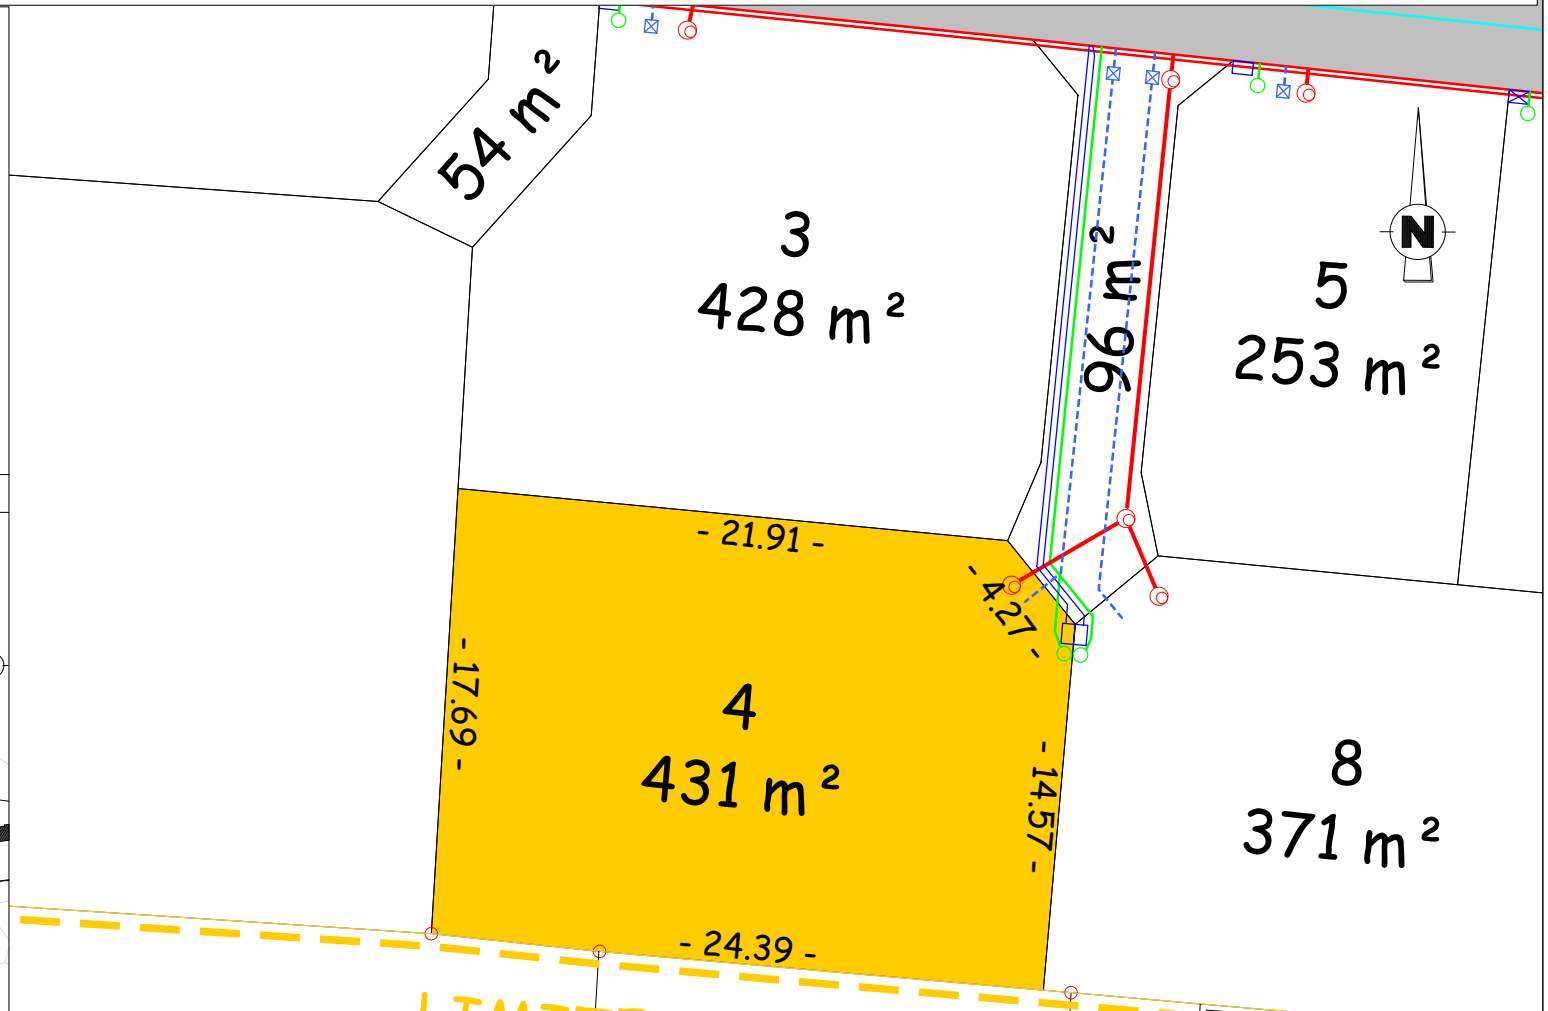 54 m²
3
428 m²
96 m²
5
253 m²
N
- 21.91 -
- 4.27 -
- 17.69 -
4
431 m²
- 14.57 -
8
371 m²
- 24.39 -